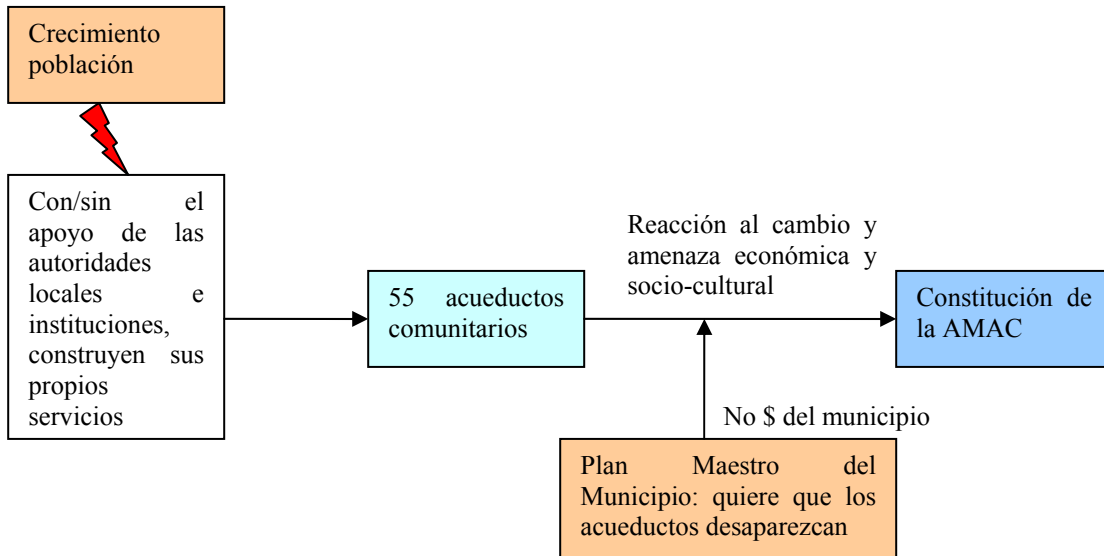 Crecimiento
población
Con/sin el
apoyo de las
autoridades
locales e
instituciones,
construyen sus
propios
servicios
55 acueductos
comunitarios
Reacción al cambio y
amenaza económica y
socio-cultural
Constitución de
la AMAC
No $ del municipio
Plan Maestro del
Municipio: quiere que los
acueductos desaparezcan